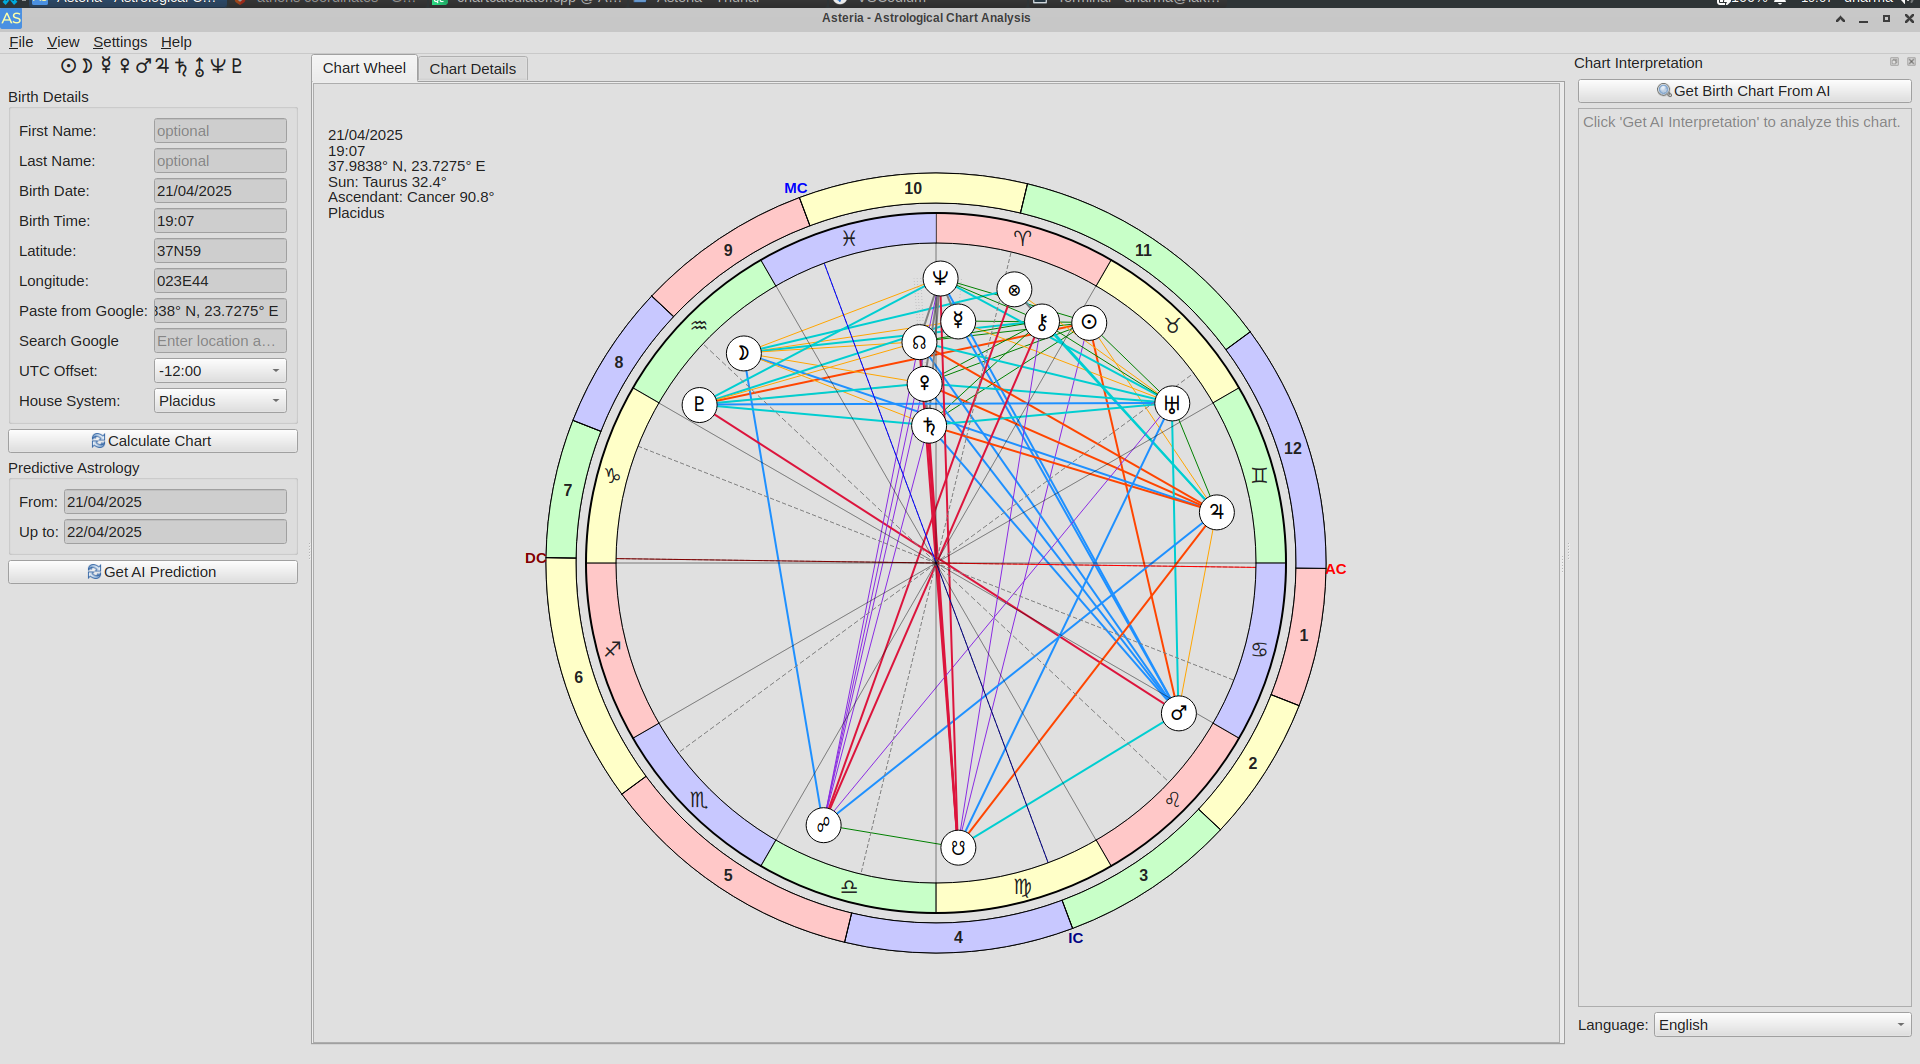 Asteria - Astrological Chart Analysis
AS
File View Settings Help
☉☽☿♀♂♃♄⛢♆♇
Birth Details
First Name: optional
Last Name: optional
Birth Date: 21/04/2025
Birth Time: 19:07
Latitude: 37N59
Longitude: 023E44
Paste from Google: 338° N, 23.7275° E
Search Google Enter location a…
UTC Offset: -12:00
House System: Placidus
Calculate Chart
Predictive Astrology
From: 21/04/2025
Up to: 22/04/2025
Get AI Prediction
Chart Wheel Chart Details
21/04/2025
19:07
37.9838° N, 23.7275° E
Sun: Taurus 32.4°
Ascendant: Cancer 90.8°
Placidus
MC
10
11
9
8
12
7
DC
AC
1
6
2
5
3
4
IC
♓ ♈
♒ ♉
♑ ♊
♐ ♋
♏ ♌
♎ ♍
♆ ⊗
☿ ⚷ ☉
☊
☽
♀
♇ ♅
♄
♃
♂
☍
☋
Chart Interpretation
Get Birth Chart From AI
Click 'Get AI Interpretation' to analyze this chart.
Language: English